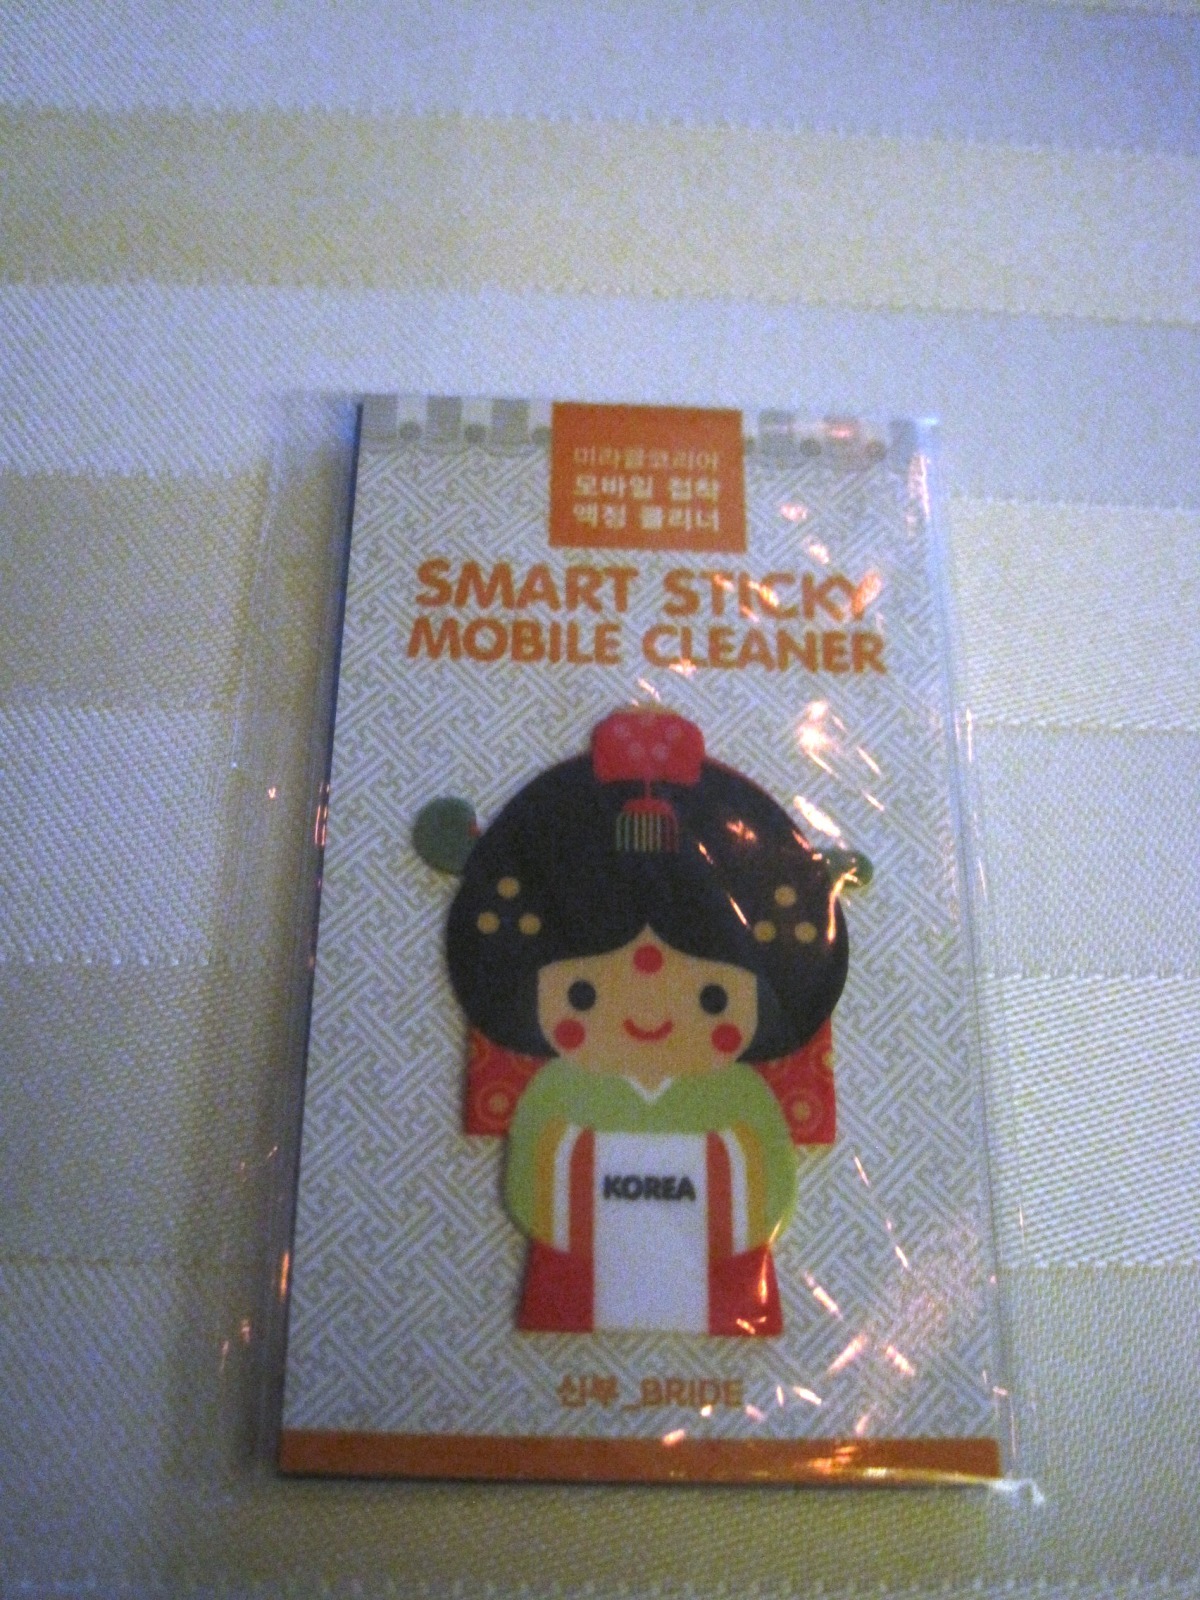 미라클코리아
모바일 점착
액정 클리너
SMART STICKY
MOBILE CLEANER
KOREA
신부_BRIDE